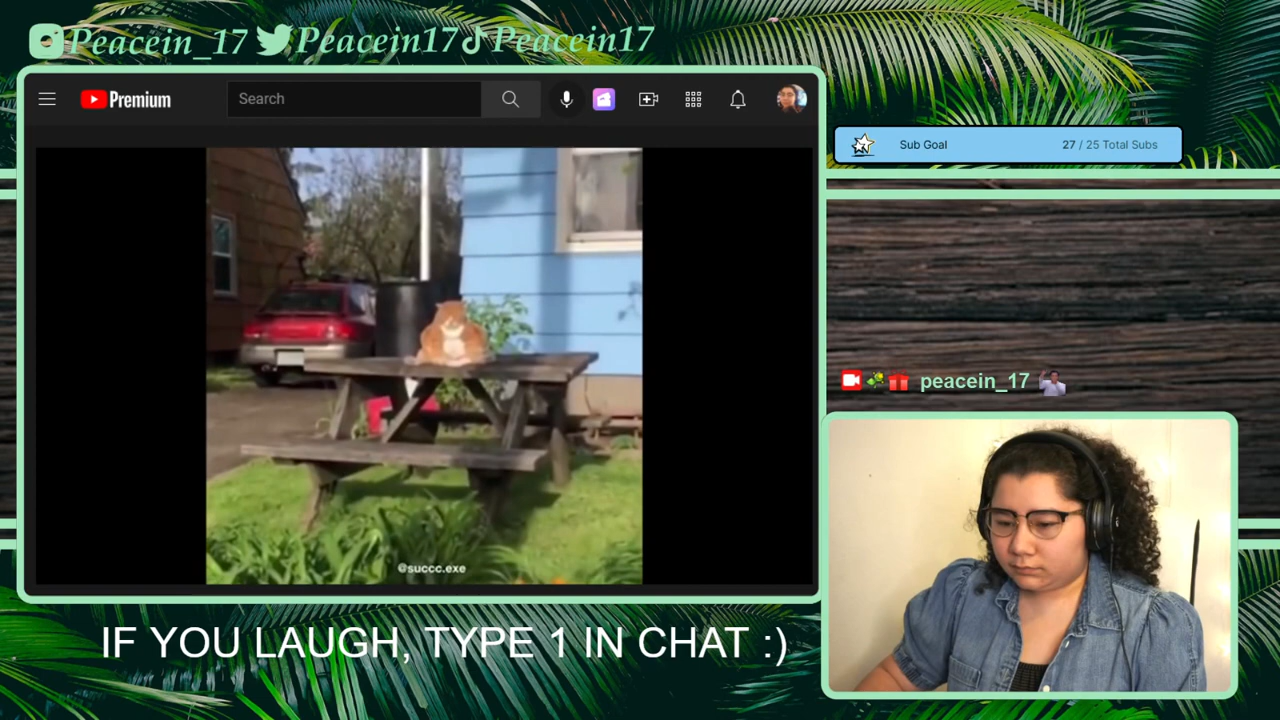 Peacein_17 Peacein17 Peacein17
Premium
Search
Sub Goal 27 / 25 Total Subs
peacein_17
@succc.exe
IF YOU LAUGH, TYPE 1 IN CHAT :)